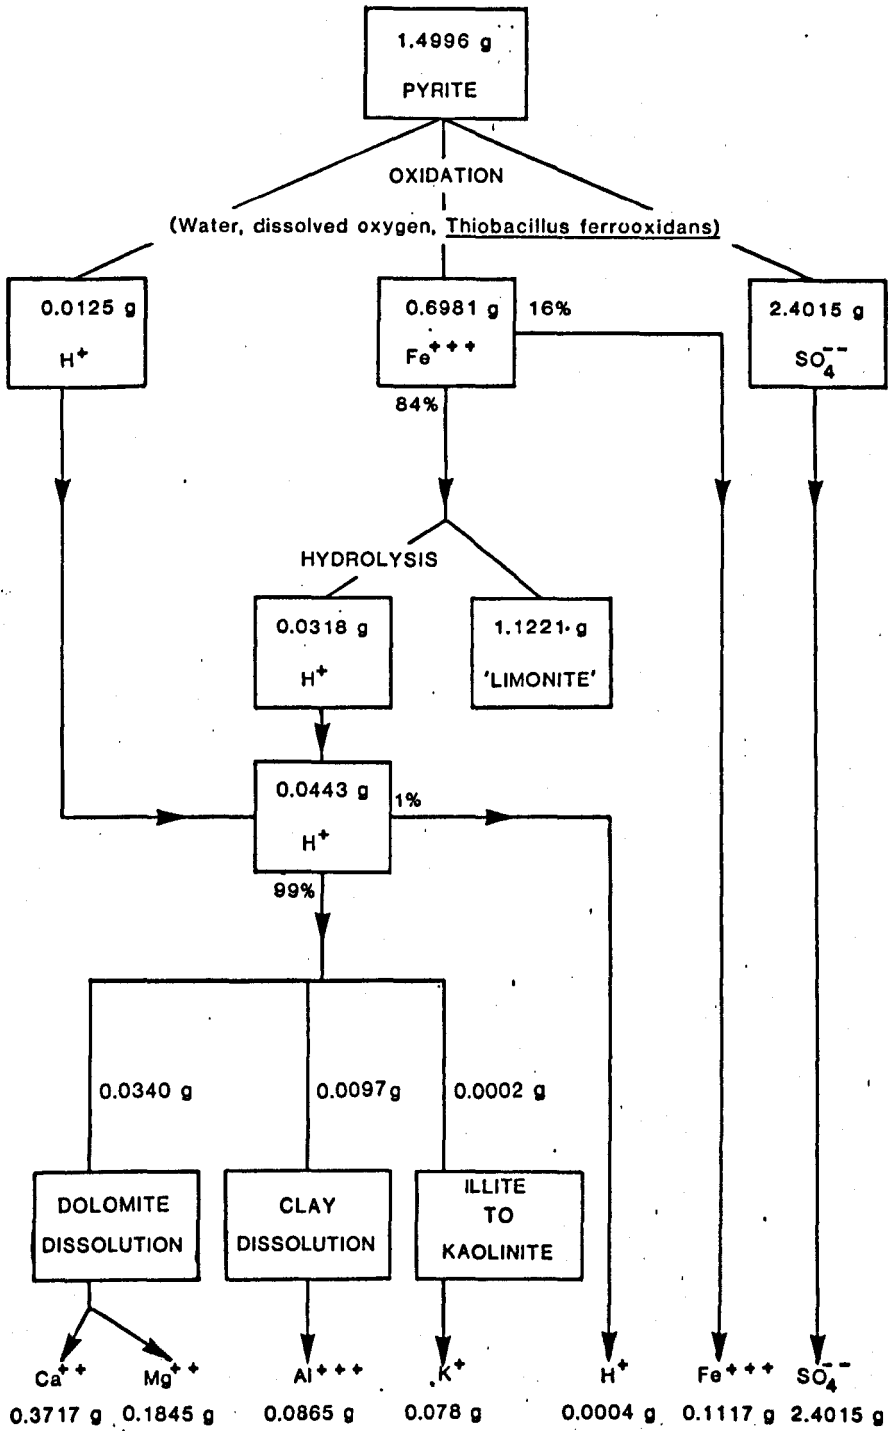 1.4996 g
PYRITE
OXIDATION
(Water, dissolved oxygen, Thiobacillus ferrooxidans)
0.0125 g
H+
0.6981 g
Fe+++
16%
2.4015 g
SO4--
84%
HYDROLYSIS
0.0318 g
H+
1.1221 g
'LIMONITE'
0.0443 g
H+
1%
99%
0.0340 g
0.0097g
0.0002 g
DOLOMITE
DISSOLUTION
CLAY
DISSOLUTION
ILLITE
TO
KAOLINITE
Ca++ Mg++ Al+++ K+ H+ Fe+++ SO4--
0.3717 g 0.1845 g 0.0865 g 0.078 g 0.0004 g 0.1117 g 2.4015 g